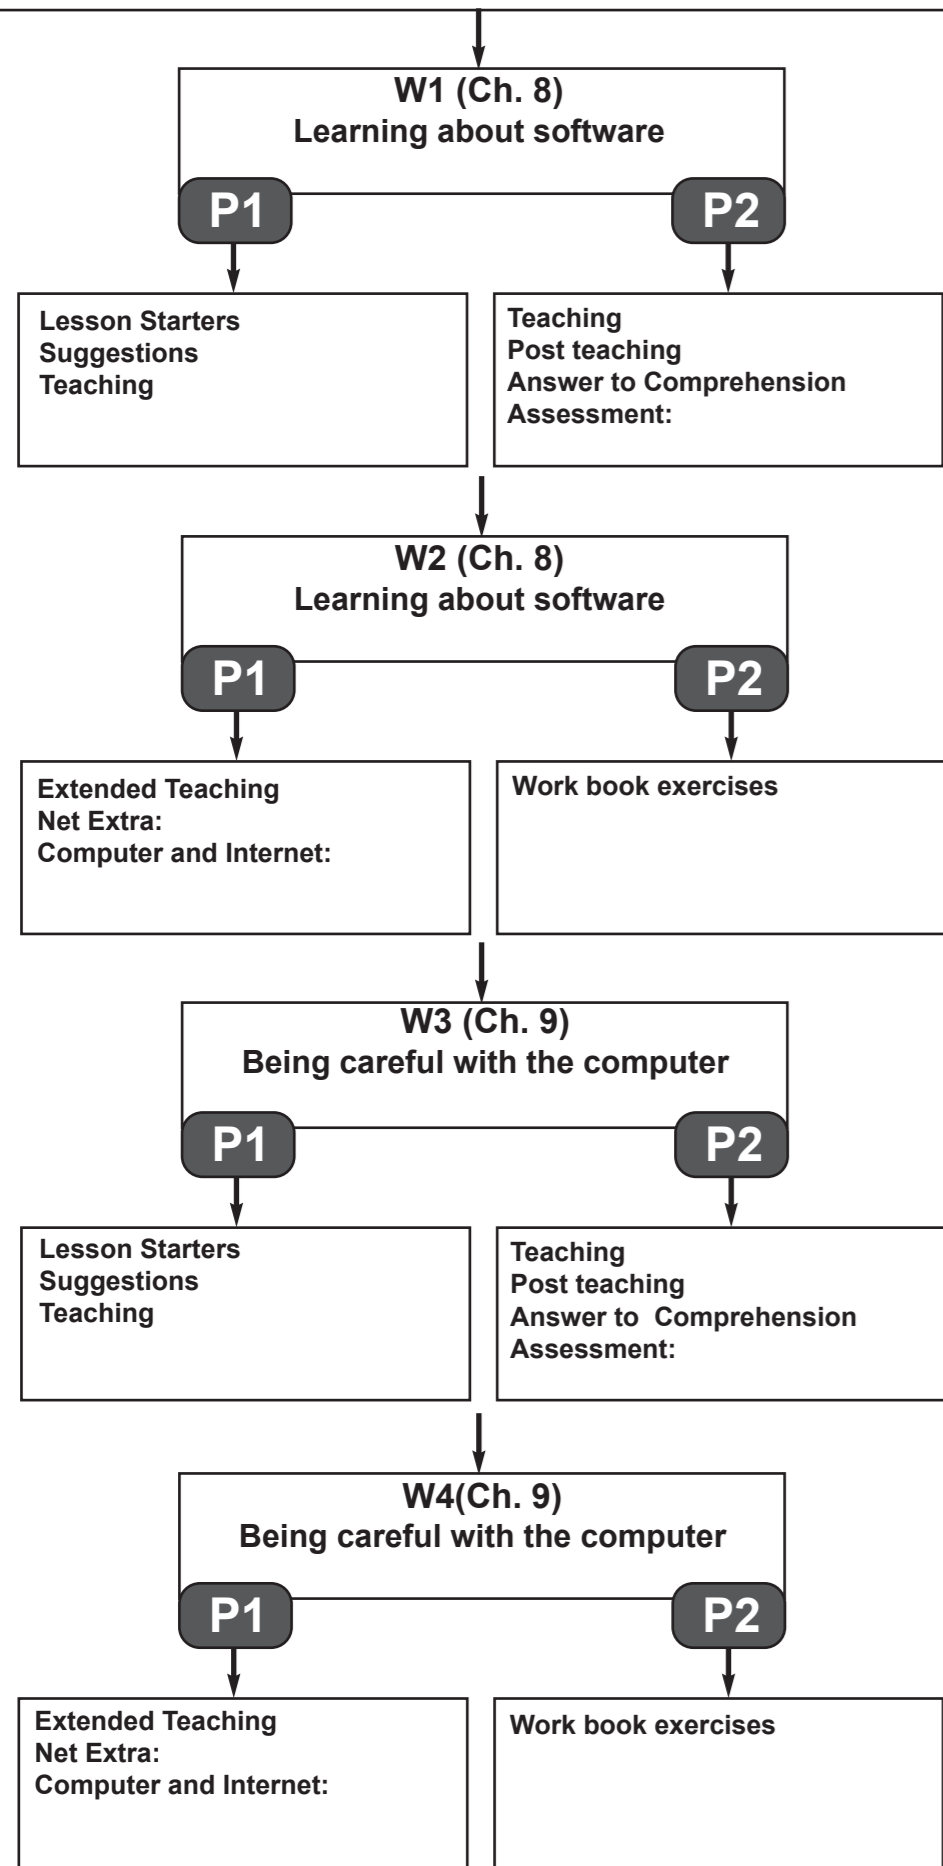 W1 (Ch. 8)
Learning about software
P1
P2
Lesson Starters
Suggestions
Teaching
Teaching
Post teaching
Answer to Comprehension
Assessment:
W2 (Ch. 8)
Learning about software
P1
P2
Extended Teaching
Net Extra:
Computer and Internet:
Work book exercises
W3 (Ch. 9)
Being careful with the computer
P1
P2
Lesson Starters
Suggestions
Teaching
Teaching
Post teaching
Answer to  Comprehension
Assessment:
W4(Ch. 9)
Being careful with the computer
P1
P2
Extended Teaching
Net Extra:
Computer and Internet:
Work book exercises